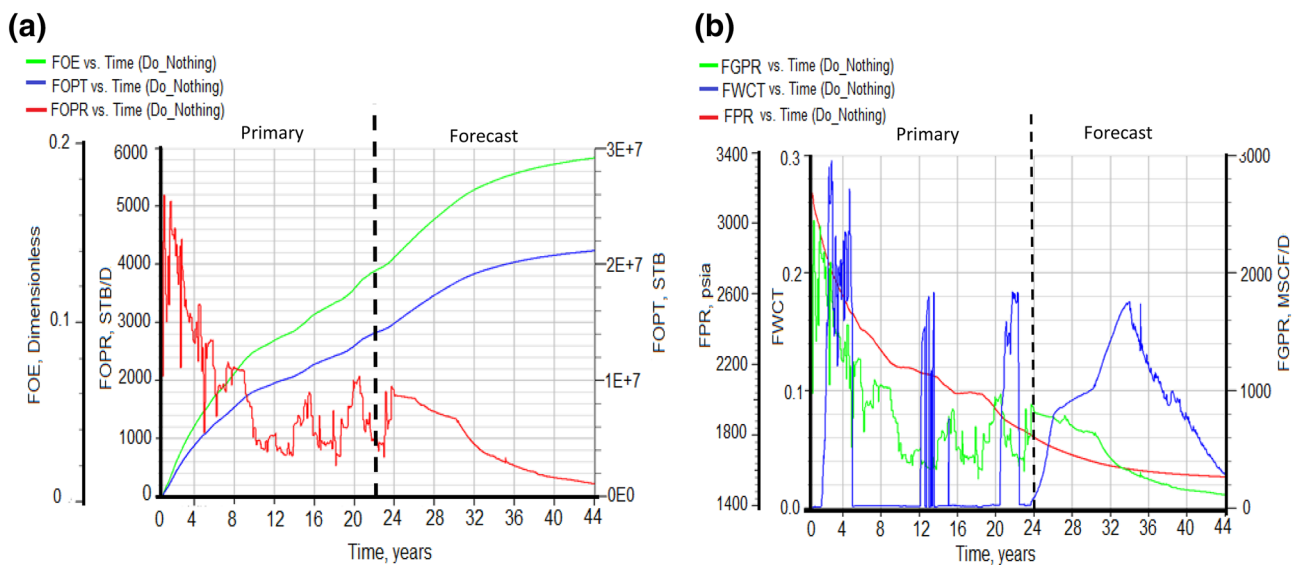 (a)
FOE vs. Time (Do_Nothing)
FOPT vs. Time (Do_Nothing)
FOPR vs. Time (Do_Nothing)
Primary
Forecast
0.2
0.1
0
FOE, Dimensionless
6000
5000
4000
3000
2000
1000
0
FOPR, STB/D
3E+7
2E+7
1E+7
0E0
FOPT, STB
0 4 8 12 16 20 24 28 32 36 40 44
Time, years
(b)
FGPR vs. Time (Do_Nothing)
FWCT vs. Time (Do_Nothing)
FPR vs. Time (Do_Nothing)
Primary
Forecast
3400
3000
2600
2200
1800
1400
FPR, psia
0.3
0.2
0.1
0.0
FWCT
3000
2000
1000
0
FGPR, MSCF/D
0 4 8 12 16 20 24 28 32 36 40 44
Time, years